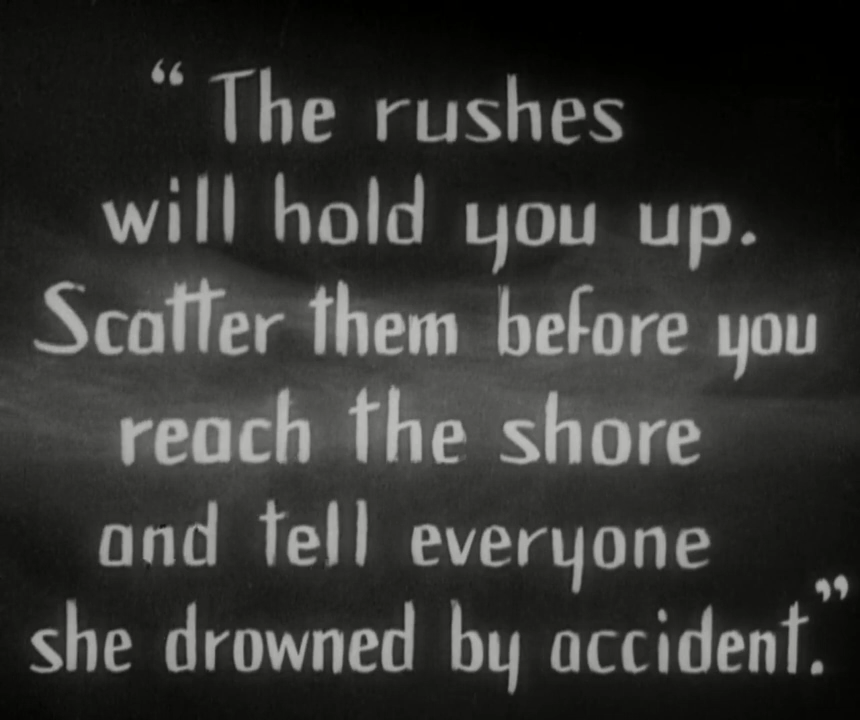 “ The rushes
will hold you up.
Scatter them before you
reach the shore
and tell everyone
she drowned by accident.”